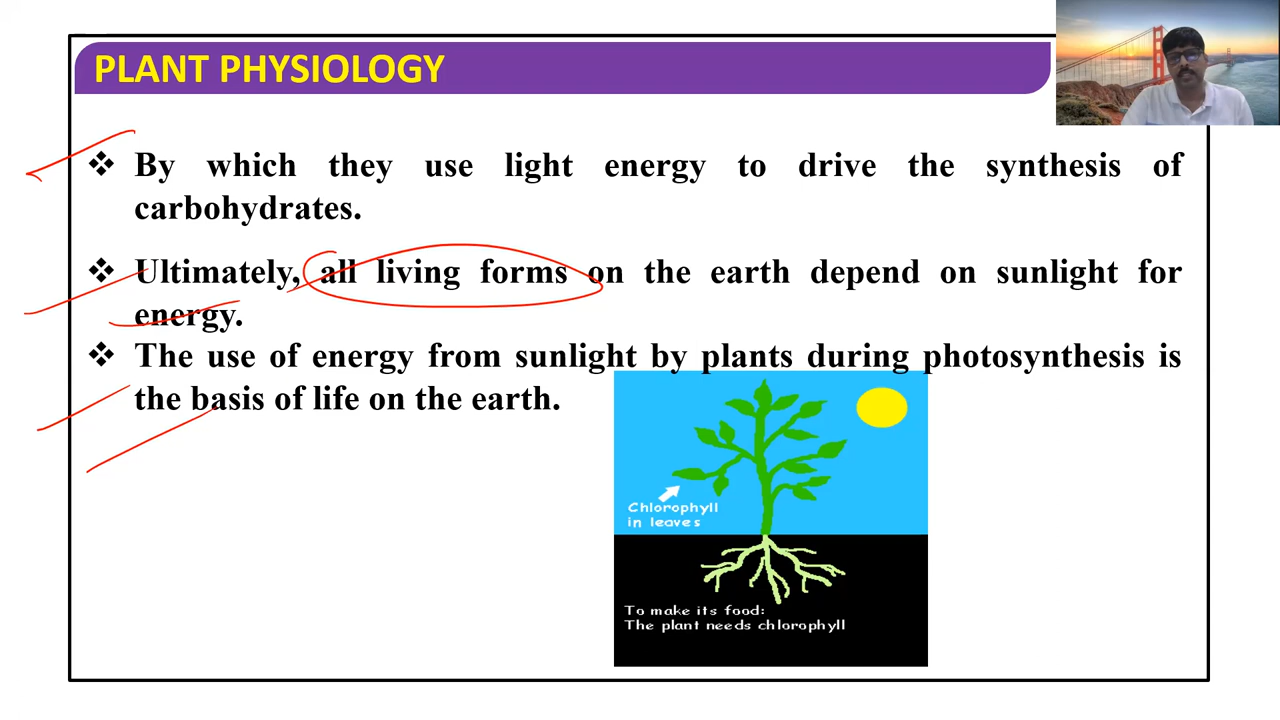 PLANT PHYSIOLOGY
❖ By which they use light energy to drive the synthesis of
carbohydrates.
❖ Ultimately, all living forms on the earth depend on sunlight for
energy.
❖ The use of energy from sunlight by plants during photosynthesis is
the basis of life on the earth.
Chlorophyll
in leaves
To make its food:
The plant needs chlorophyll